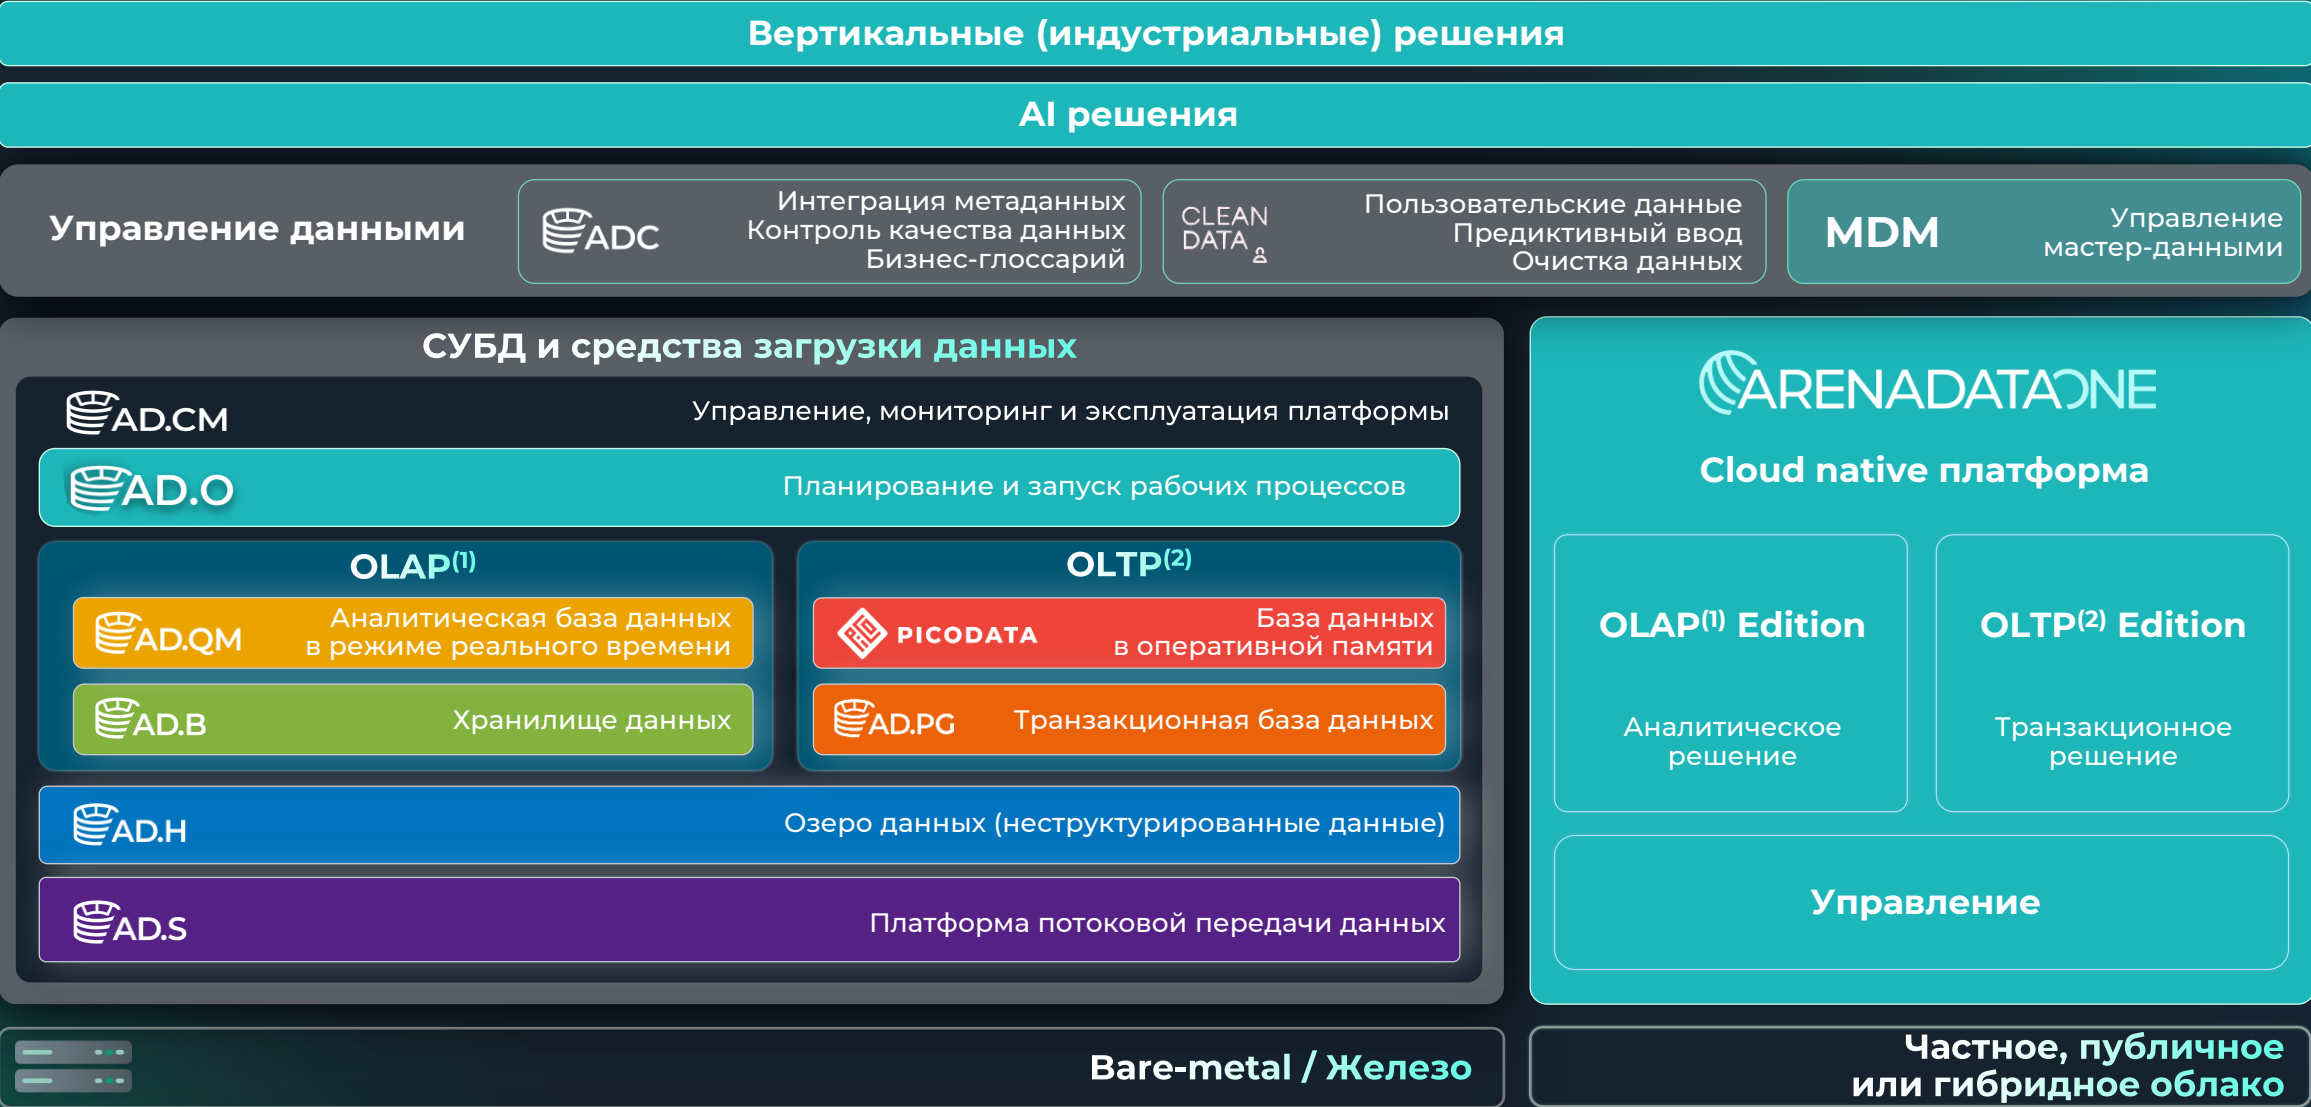 Вертикальные (индустриальные) решения
AI решения
Управление данными
ADC
Интеграция метаданных
Контроль качества данных
Бизнес-глоссарий
CLEAN
DATA
Пользовательские данные
Предиктивный ввод
Очистка данных
MDM
Управление
мастер-данными
СУБД и средства загрузки данных
AD.CM
Управление, мониторинг и эксплуатация платформы
AD.O
Планирование и запуск рабочих процессов
OLAP(1)
AD.QM
Аналитическая база данных
в режиме реального времени
AD.B
Хранилище данных
OLTP(2)
PICODATA
База данных
в оперативной памяти
AD.PG
Транзакционная база данных
AD.H
Озеро данных (неструктурированные данные)
AD.S
Платформа потоковой передачи данных
Bare-metal / Железо
ARENADATAONE
Cloud native платформа
OLAP(1) Edition
Аналитическое
решение
OLTP(2) Edition
Транзакционное
решение
Управление
Частное, публичное
или гибридное облако